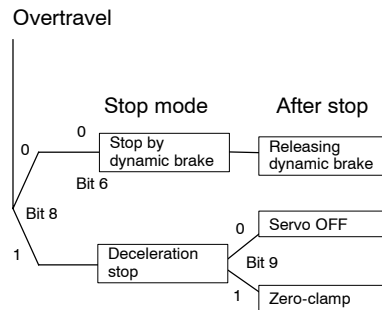 Overtravel
Stop mode
After stop
0
0
Stop by
dynamic brake
Releasing
dynamic brake
Bit 6
Bit 8
0
Servo OFF
1
Deceleration
stop
Bit 9
1
Zero-clamp